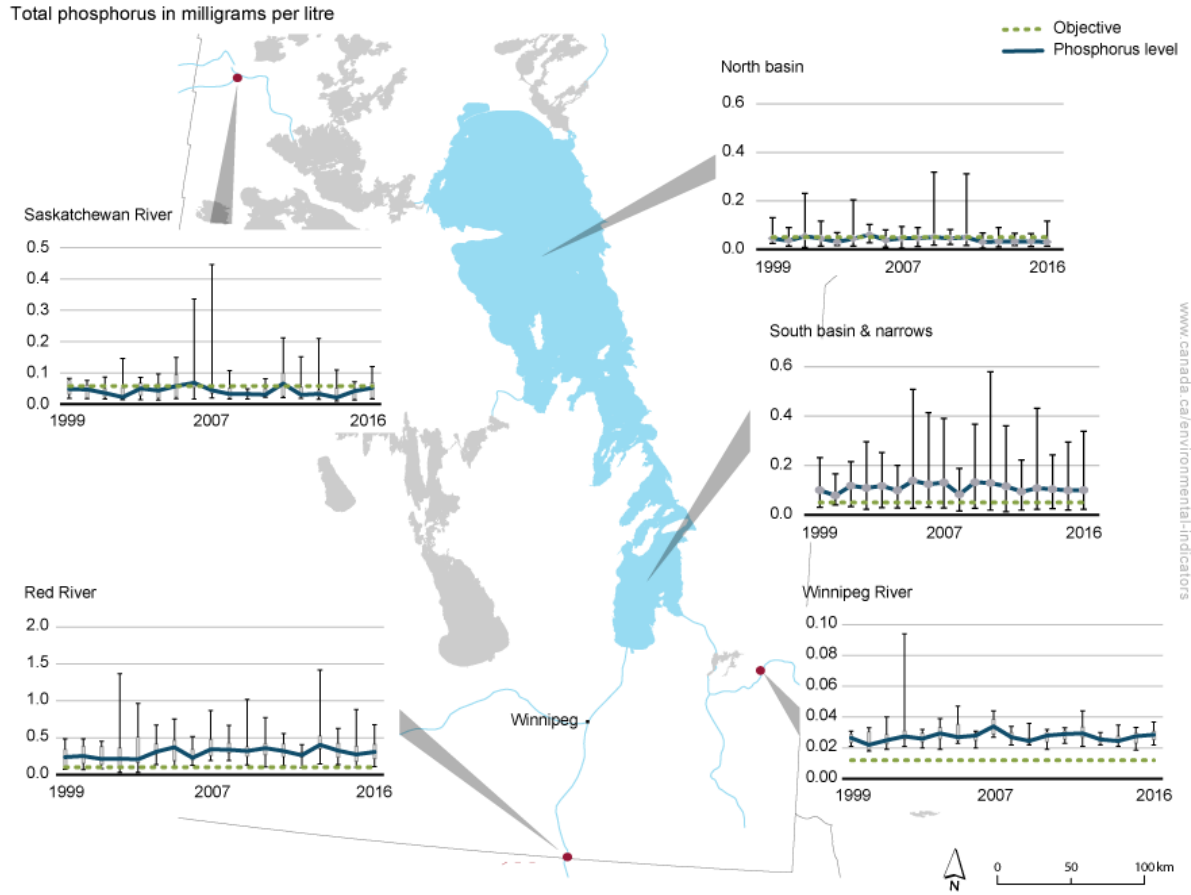 Total phosphorus in milligrams per litre
Objective
Phosphorus level
North basin
0.6
0.4
0.2
0.0
1999 2007 2016
Saskatchewan River
0.5
0.4
0.3
0.2
0.1
0.0
1999 2007 2016
South basin & narrows
0.6
0.4
0.2
0.0
1999 2007 2016
Red River
2.0
1.5
1.0
0.5
0.0
1999 2007 2016
Winnipeg River
0.10
0.08
0.06
0.04
0.02
0.00
1999 2007 2016
Winnipeg
N
0 50 100 km
www.canada.ca/environmental-indicators